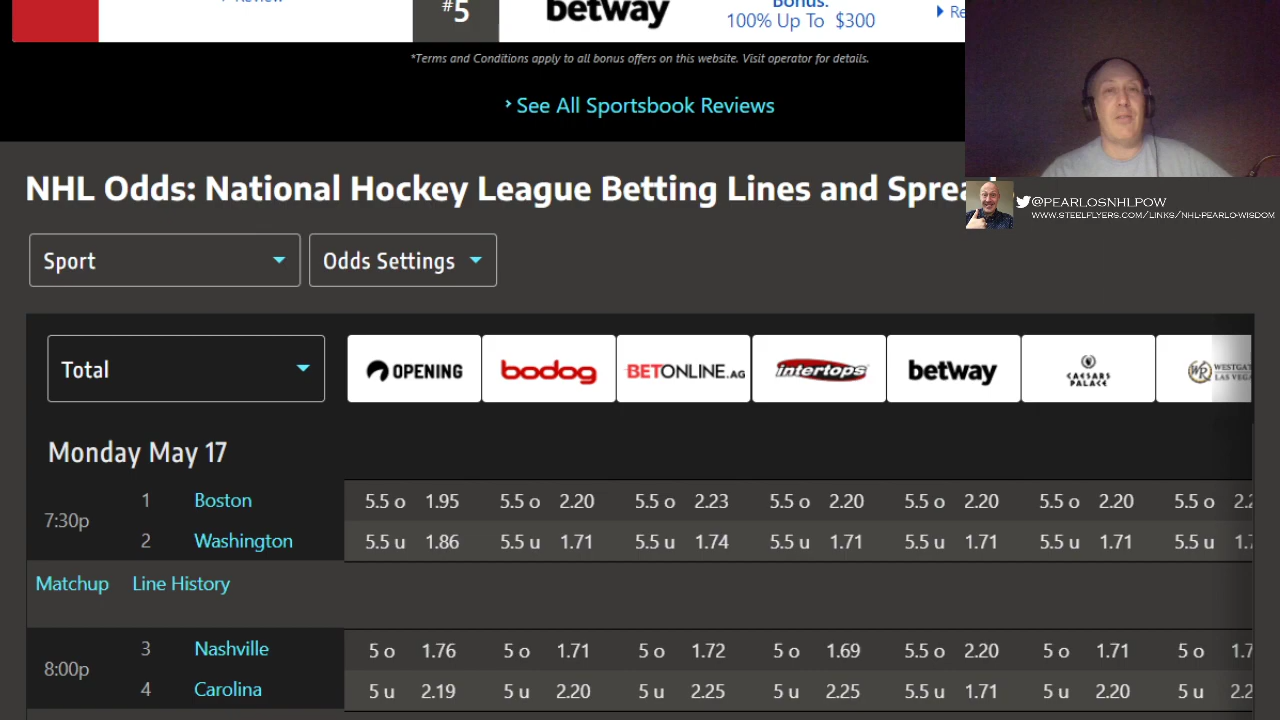 #5
betway
Bonus:
100% Up To $300
*Terms and Conditions apply to all bonus offers on this website. Visit operator for details.
See All Sportsbook Reviews
NHL Odds: National Hockey League Betting Lines and
@PEARLOSNHLPOW
WWW.STEELFLYERS.COM/LINKS/NHL-PEARLO-WISDOM
Sport
Odds Settings
Total
OPENING
bodog
BETONLINE.AG
intertops
betway
CAESARS
PALACE
WR
Monday May 17
7:30p
1 Boston 5.5 o 1.95 5.5 o 2.20 5.5 o 2.23 5.5 o 2.20 5.5 o 2.20 5.5 o 2.20 5.5 o
2 Washington 5.5 u 1.86 5.5 u 1.71 5.5 u 1.74 5.5 u 1.71 5.5 u 1.71 5.5 u 1.71 5.5 u
Matchup Line History
8:00p
3 Nashville 5 o 1.76 5 o 1.71 5 o 1.72 5 o 1.69 5.5 o 2.20 5 o 1.71 5 o
4 Carolina 5 u 2.19 5 u 2.20 5 u 2.25 5 u 2.25 5.5 u 1.71 5 u 2.20 5 u